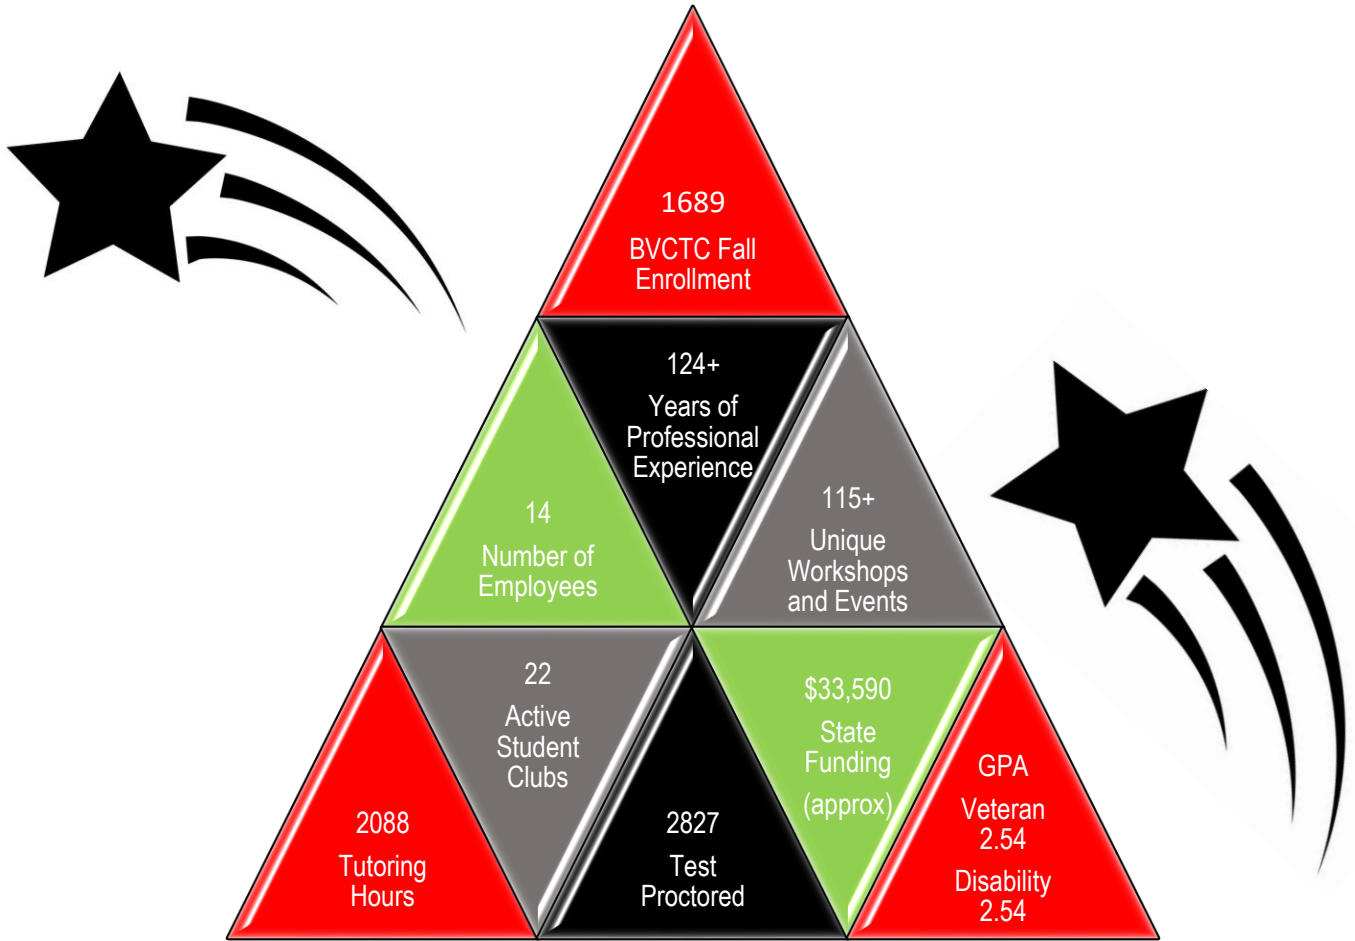 1689
BVCTC Fall
Enrollment
124+
Years of
Professional
Experience
14
Number of
Employees
115+
Unique
Workshops
and Events
2088
Tutoring
Hours
22
Active
Student
Clubs
2827
Test
Proctored
$33,590
State
Funding
(approx)
GPA
Veteran
2.54
Disability
2.54